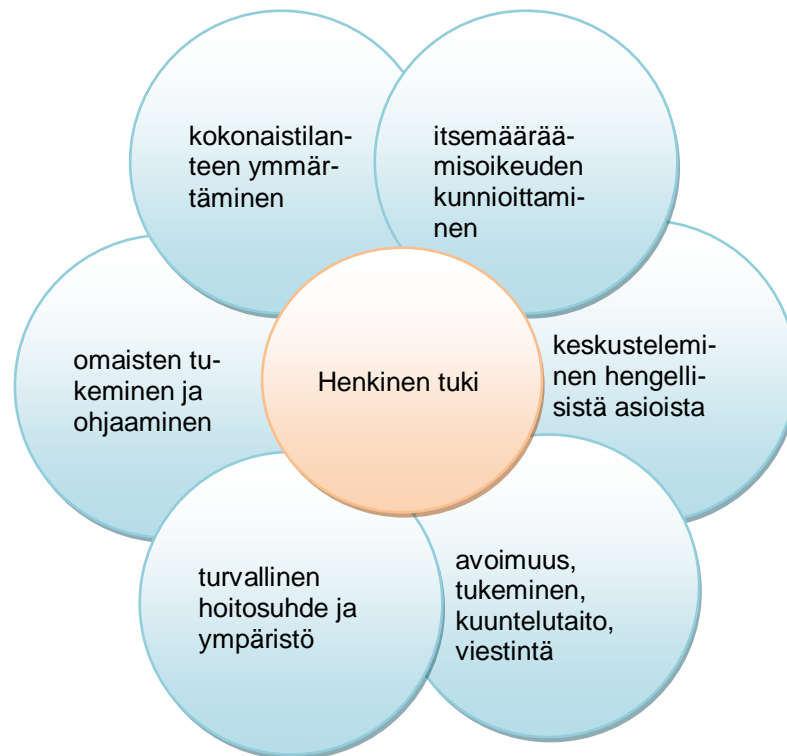 kokonaistilan-
teen ymmär-
täminen
itsemäärää-
misoikeuden
kunnioittami-
nen
omaisten tu-
keminen ja
ohjaaminen
Henkinen tuki
keskustelemi-
nen hengelli-
sistä asioista
turvallinen
hoitosuhde ja
ympäristö
avoimuus,
tukeminen,
kuuntelutaito,
viestintä